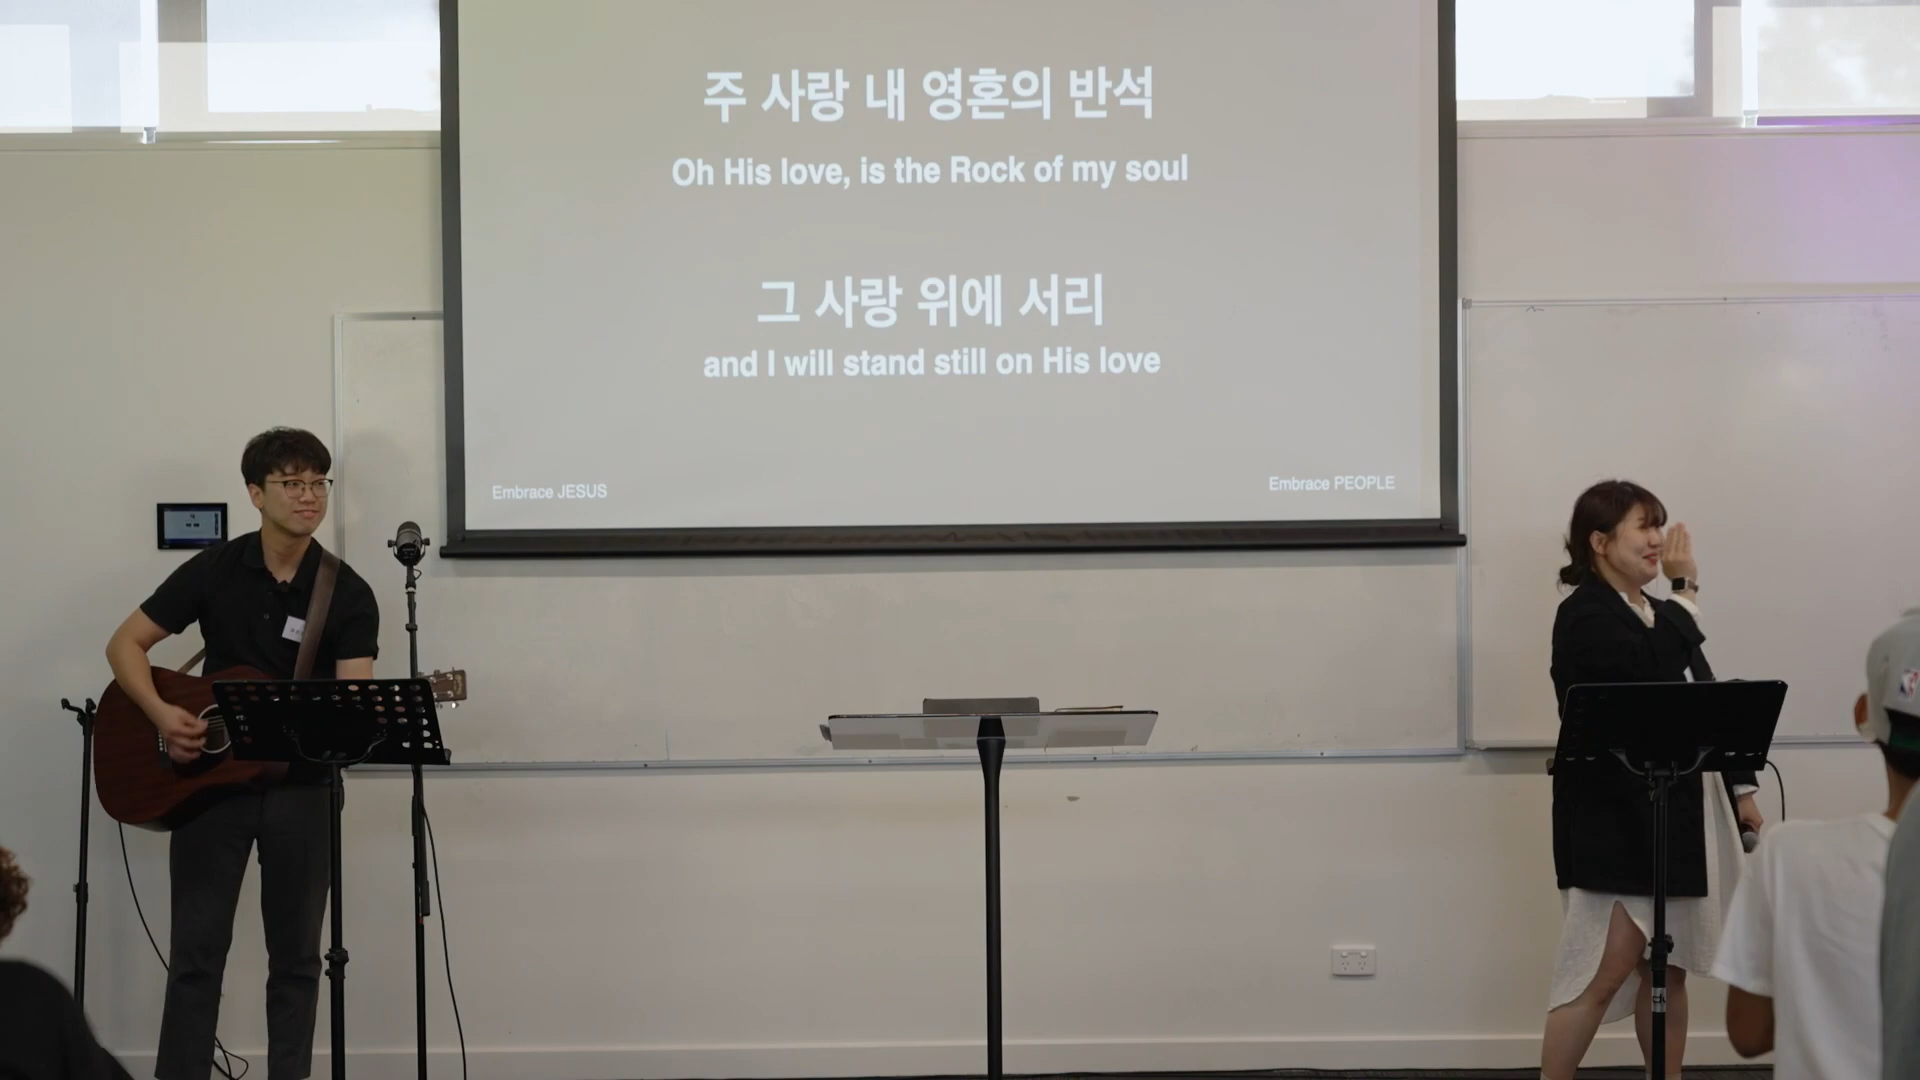 주 사랑 내 영혼의 반석
Oh His love, is the Rock of my soul
그 사랑 위에 서리
and I will stand still on His love
Embrace JESUS
Embrace PEOPLE